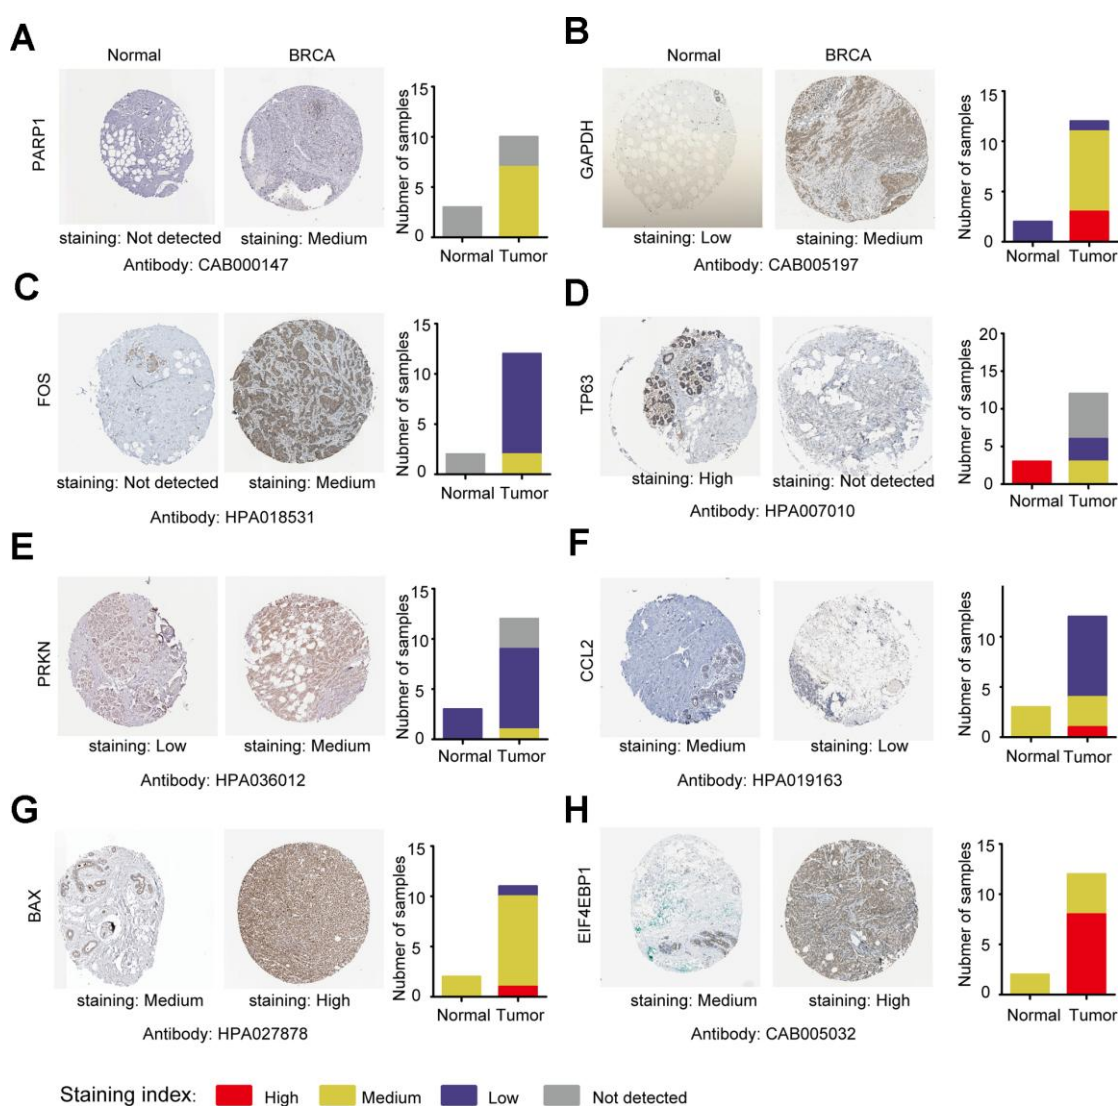 A
Normal
BRCA
PARP1
Nubmer of samples
15
10
5
0
Normal Tumor
staining: Not detected
staining: Medium
Antibody: CAB000147
B
Normal
BRCA
GAPDH
Nubmer of samples
15
10
5
0
Normal Tumor
staining: Low
staining: Medium
Antibody: CAB005197
C
FOS
Nubmer of samples
15
10
5
0
Normal Tumor
staining: Not detected
staining: Medium
Antibody: HPA018531
D
TP63
Nubmer of samples
20
15
10
5
0
Normal Tumor
staining: High
staining: Not detected
Antibody: HPA007010
E
PRKN
Nubmer of samples
15
10
5
0
Normal Tumor
staining: Low
staining: Medium
Antibody: HPA036012
F
CCL2
Nubmer of samples
10
5
0
Normal Tumor
staining: Medium
staining: Low
Antibody: HPA019163
G
BAX
Nubmer of samples
15
10
5
0
Normal Tumor
staining: Medium
staining: High
Antibody: HPA027878
H
EIF4EBP1
Nubmer of samples
15
10
5
0
Normal Tumor
staining: Medium
staining: High
Antibody: CAB005032
Staining index: High Medium Low Not detected